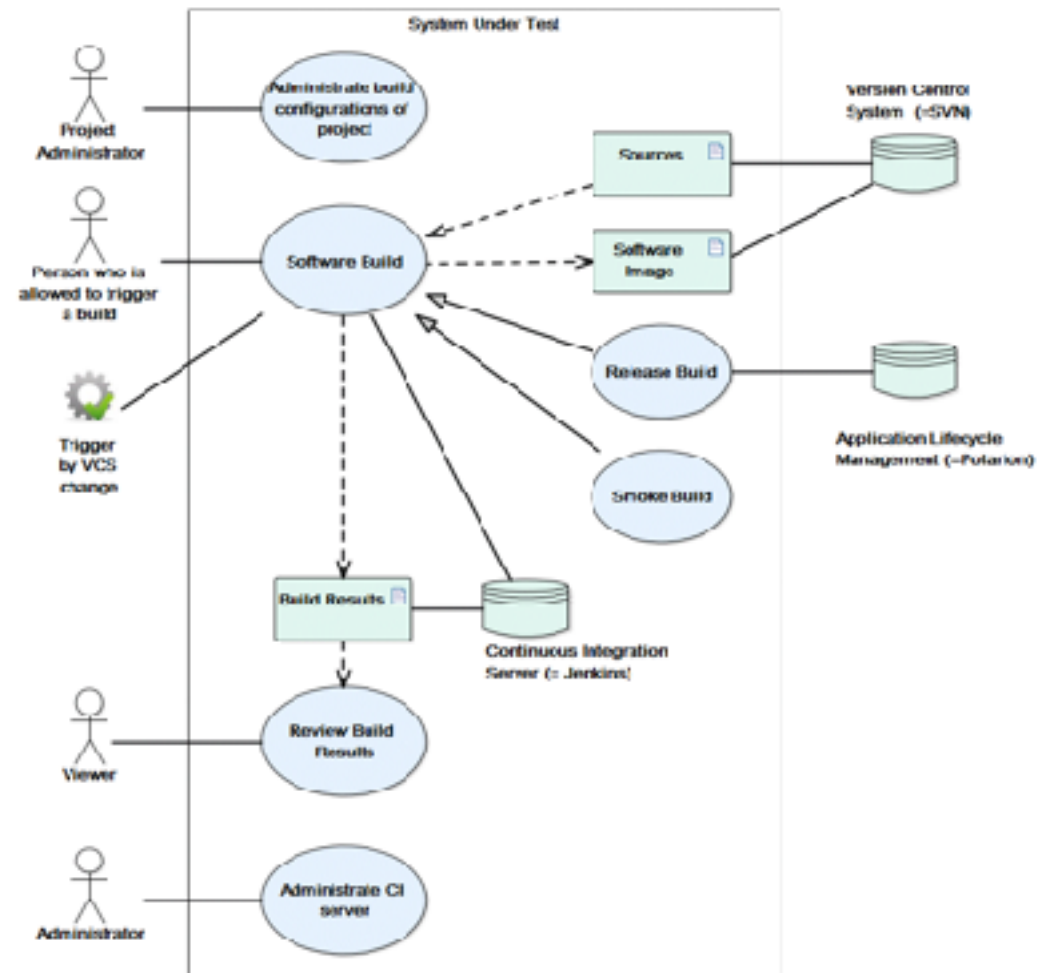 System Under Test
Project
Administrator
Administrate build
configurations of
project
Version Control
System (=SVN)
Sources
Person who is
allowed to trigger
a build
Software Build
Software
Image
Trigger
by VCS
change
Release Build
Application Lifecycle
Management (=Polarion)
Smoke Build
Build Results
Continuous Integration
Server (= Jenkins)
Viewer
Review Build
Results
Administrator
Administrate CI
server